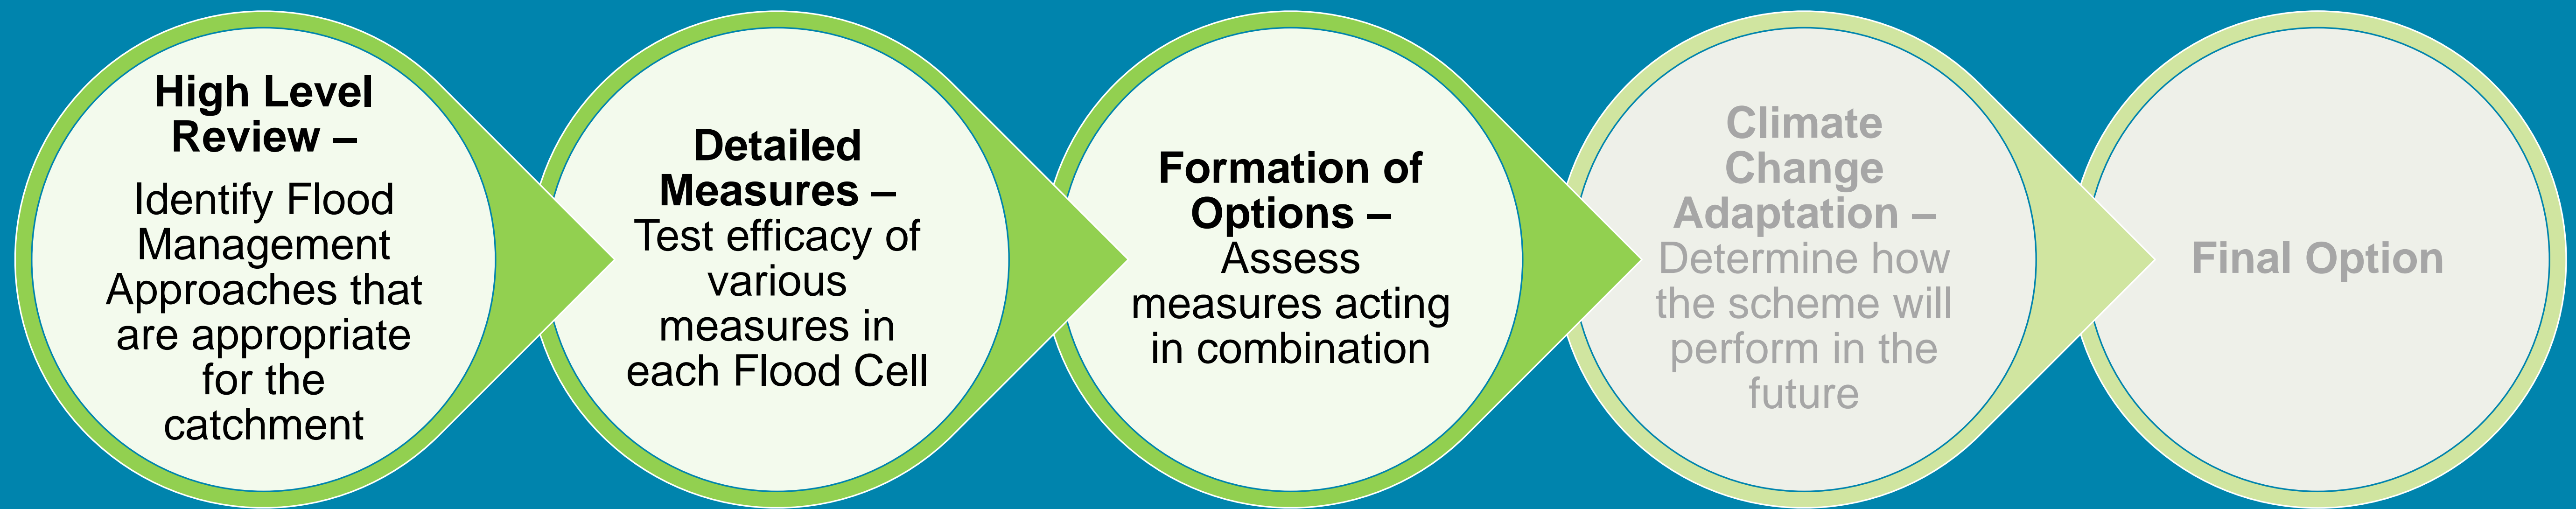 High Level
Review –
Identify Flood
Management
Approaches that
are appropriate
for the
catchment
Detailed
Measures –
Test efficacy of
various
measures in
each Flood Cell
Formation of
Options –
Assess
measures acting
in combination
Climate
Change
Adaptation –
Determine how
the scheme will
perform in the
future
Final Option